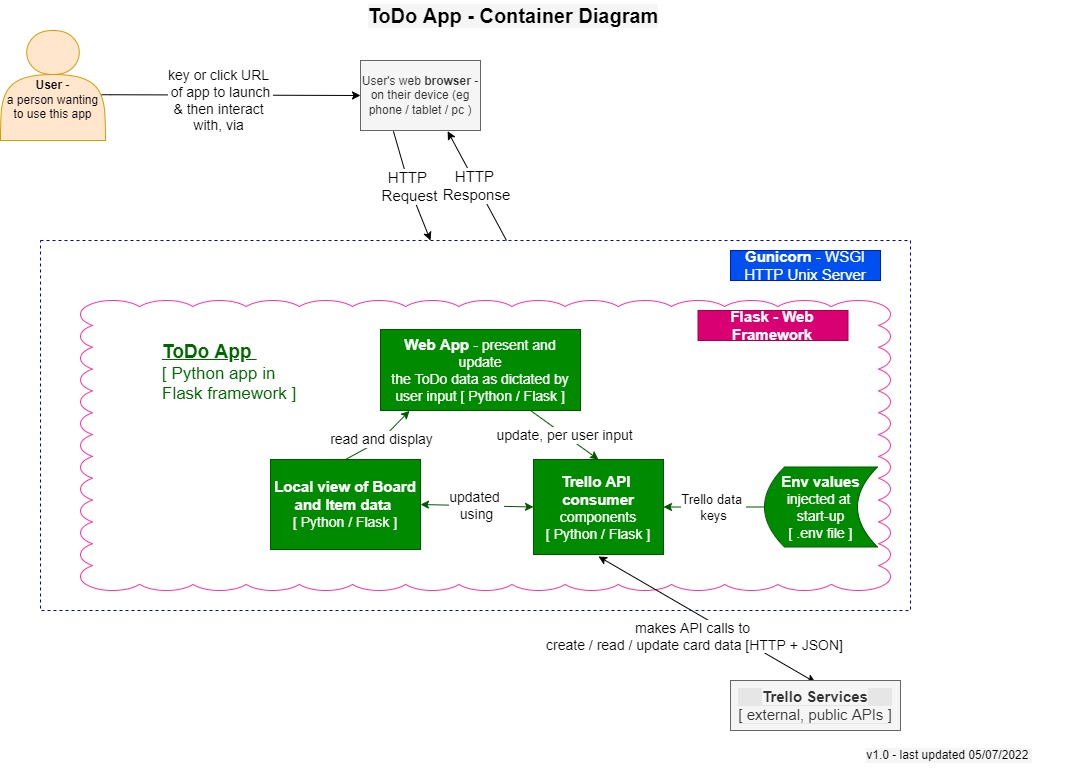 ToDo App - Container Diagram
User -
a person wanting
to use this app
key or click URL
of app to launch
& then interact
with, via
User's web browser -
on their device (eg
phone / tablet / pc )
HTTP
Request
HTTP
Response
Gunicorn - WSGI
HTTP Unix Server
Flask - Web
Framework
ToDo App
[ Python app in
Flask framework ]
Web App - present and
update
the ToDo data as dictated by
user input [ Python / Flask ]
read and display
update, per user input
Local view of Board
and Item data
[ Python / Flask ]
updated
using
Trello API
consumer
components
[ Python / Flask ]
Trello data
keys
Env values
injected at
start-up
[ .env file ]
makes API calls to
create / read / update card data [HTTP + JSON]
Trello Services
[ external, public APIs ]
v1.0 - last updated 05/07/2022